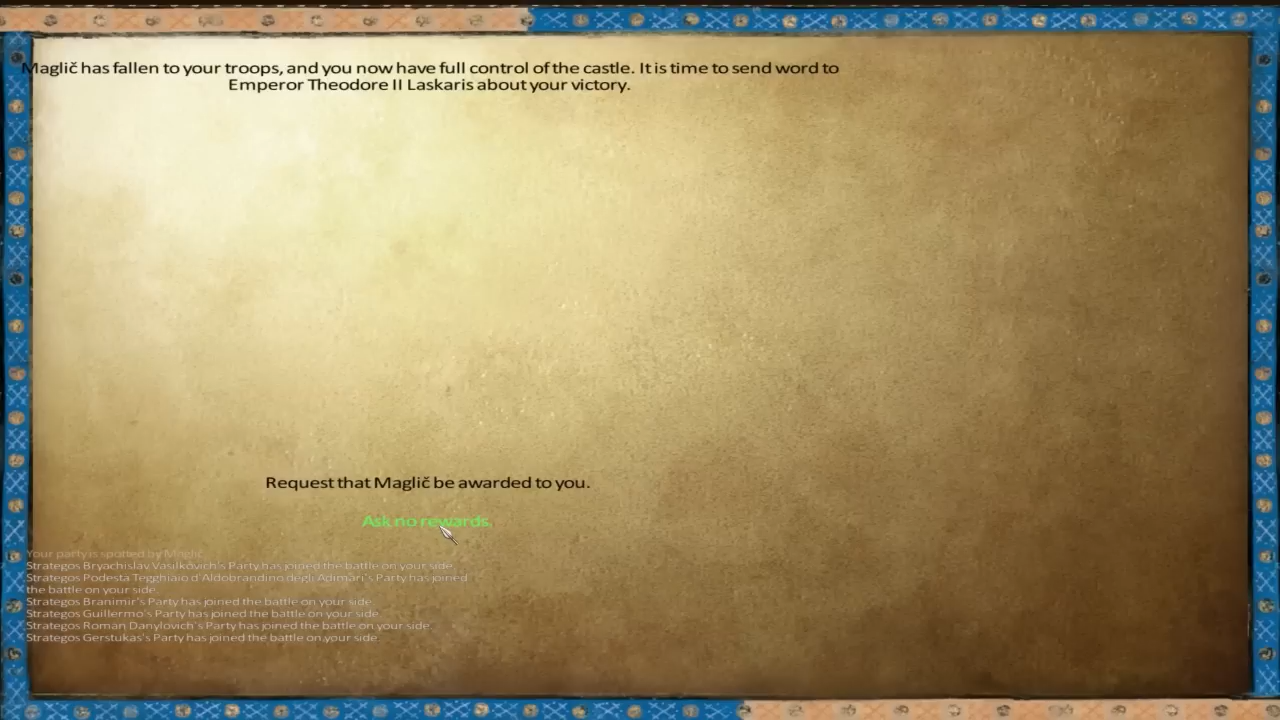 Maglič has fallen to your troops, and you now have full control of the castle. It is time to send word to
Emperor Theodore II Laskaris about your victory.
Request that Maglič be awarded to you.
Ask no rewards.
Your party is spotted by Maglič.
Strategos Bryachislav Vasilkovich's Party has joined the battle on your side.
Strategos Podesta Tegghiaio d'Aldobrandino degli Adimari's Party has joined
the battle on your side.
Strategos Branimir's Party has joined the battle on your side.
Strategos Guillermo's Party has joined the battle on your side.
Strategos Roman Danylovich's Party has joined the battle on your side.
Strategos Gerstukas's Party has joined the battle on your side.